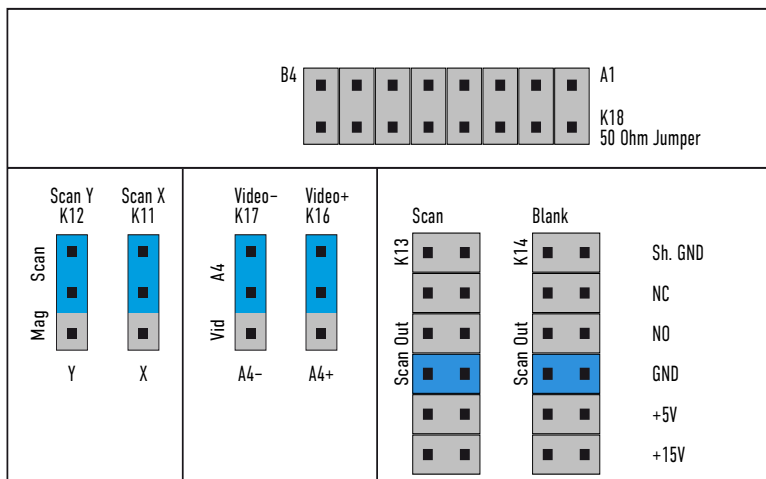 B4
A1
K18
50 Ohm Jumper
Scan Y
K12
Scan X
K11
Scan
Mag
Y
X
Video–
K17
Video+
K16
A4
Vid
A4–
A4+
Scan
Blank
K13
Scan Out
K14
Scan Out
Sh. GND
NC
NO
GND
+5V
+15V